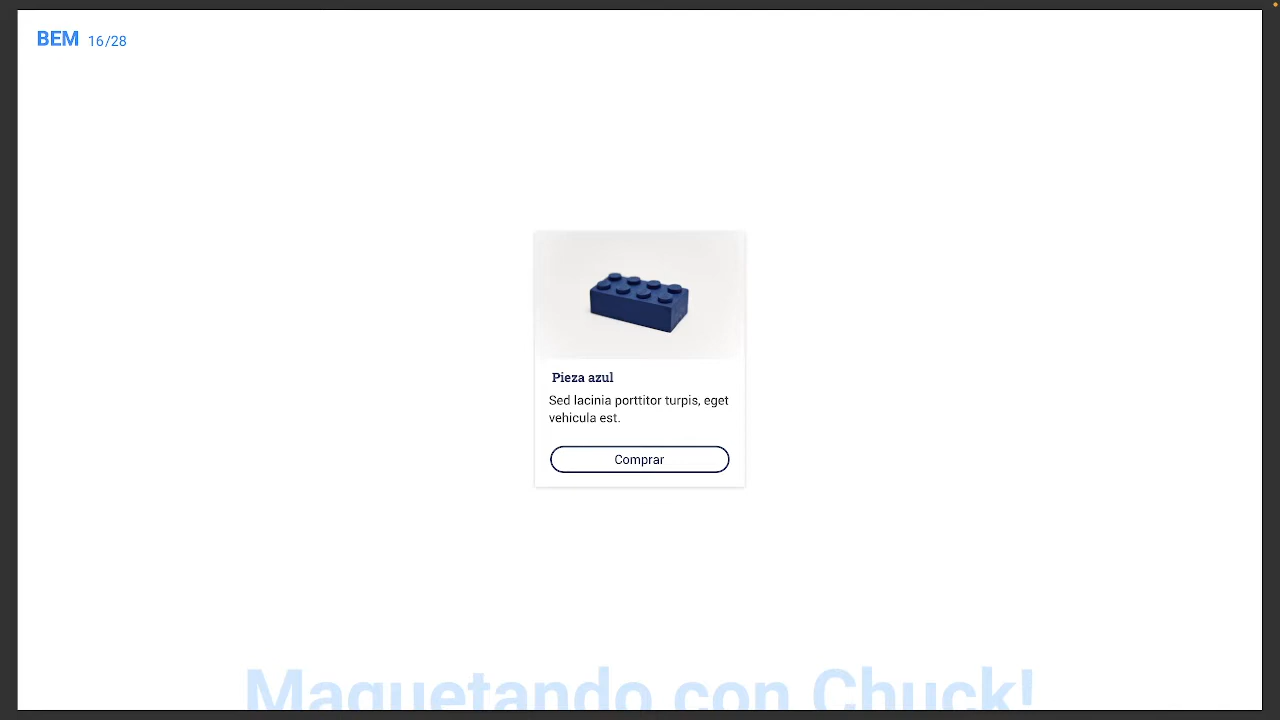 BEM 16/28
Pieza azul
Sed lacinia porttitor turpis, eget
vehicula est.
Comprar
Maquetando con Chuck!